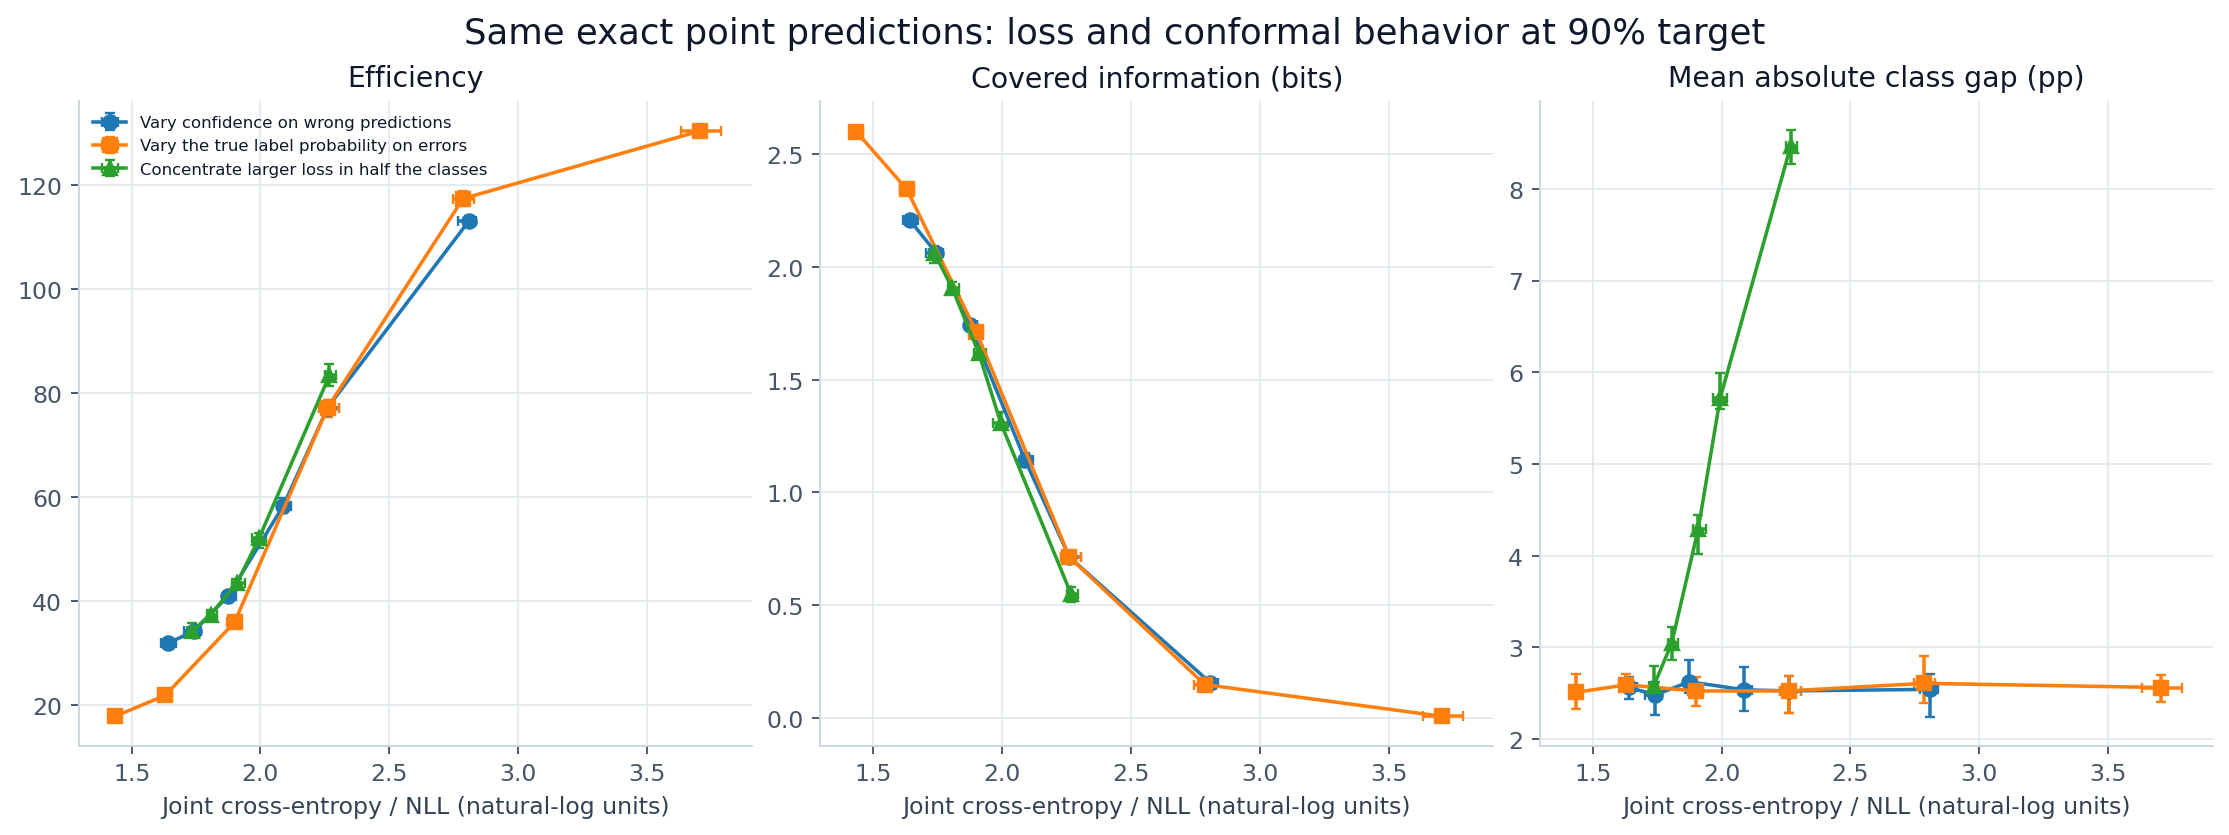 Same exact point predictions: loss and conformal behavior at 90% target
Efficiency
Vary confidence on wrong predictions
Vary the true label probability on errors
Concentrate larger loss in half the classes
120
100
80
60
40
20
1.5 2.0 2.5 3.0 3.5
Joint cross-entropy / NLL (natural-log units)
Covered information (bits)
2.5
2.0
1.5
1.0
0.5
0.0
1.5 2.0 2.5 3.0 3.5
Joint cross-entropy / NLL (natural-log units)
Mean absolute class gap (pp)
8
7
6
5
4
3
2
1.5 2.0 2.5 3.0 3.5
Joint cross-entropy / NLL (natural-log units)